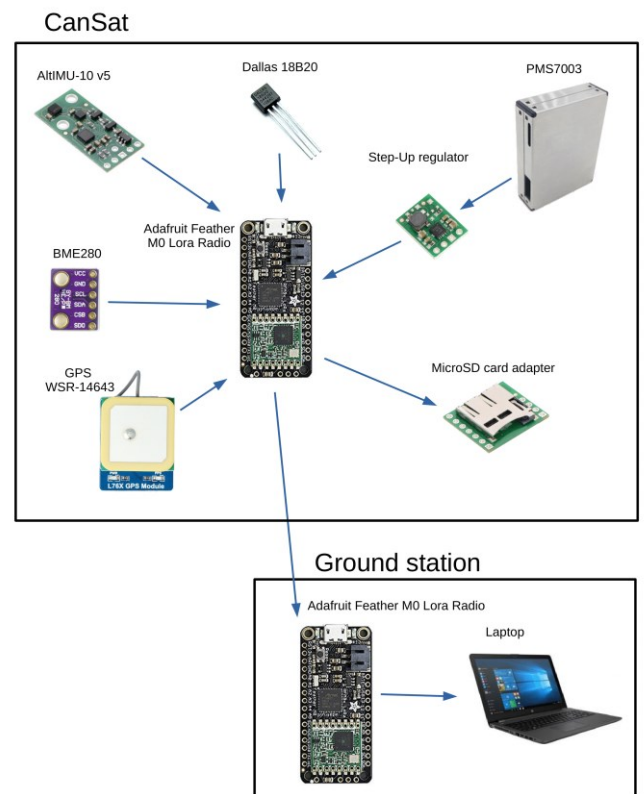 CanSat
AltIMU-10 v5
Dallas 18B20
PMS7003
Step-Up regulator
Adafruit Feather
M0 Lora Radio
BME280
VCC
GND
SCL
SDA
CSB
SDO
GPS
WSR-14643
L76X GPS Module
MicroSD card adapter
Ground station
Adafruit Feather M0 Lora Radio
Laptop